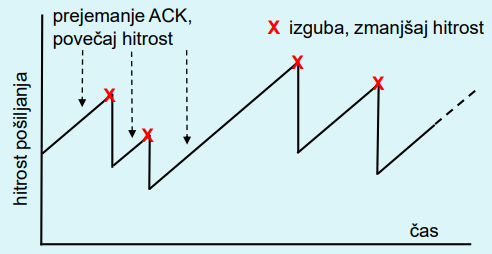 prejemanje ACK,
povečaj hitrost
X izguba, zmanjšaj hitrost
hitrost pošiljanja
X
X
X
X
čas